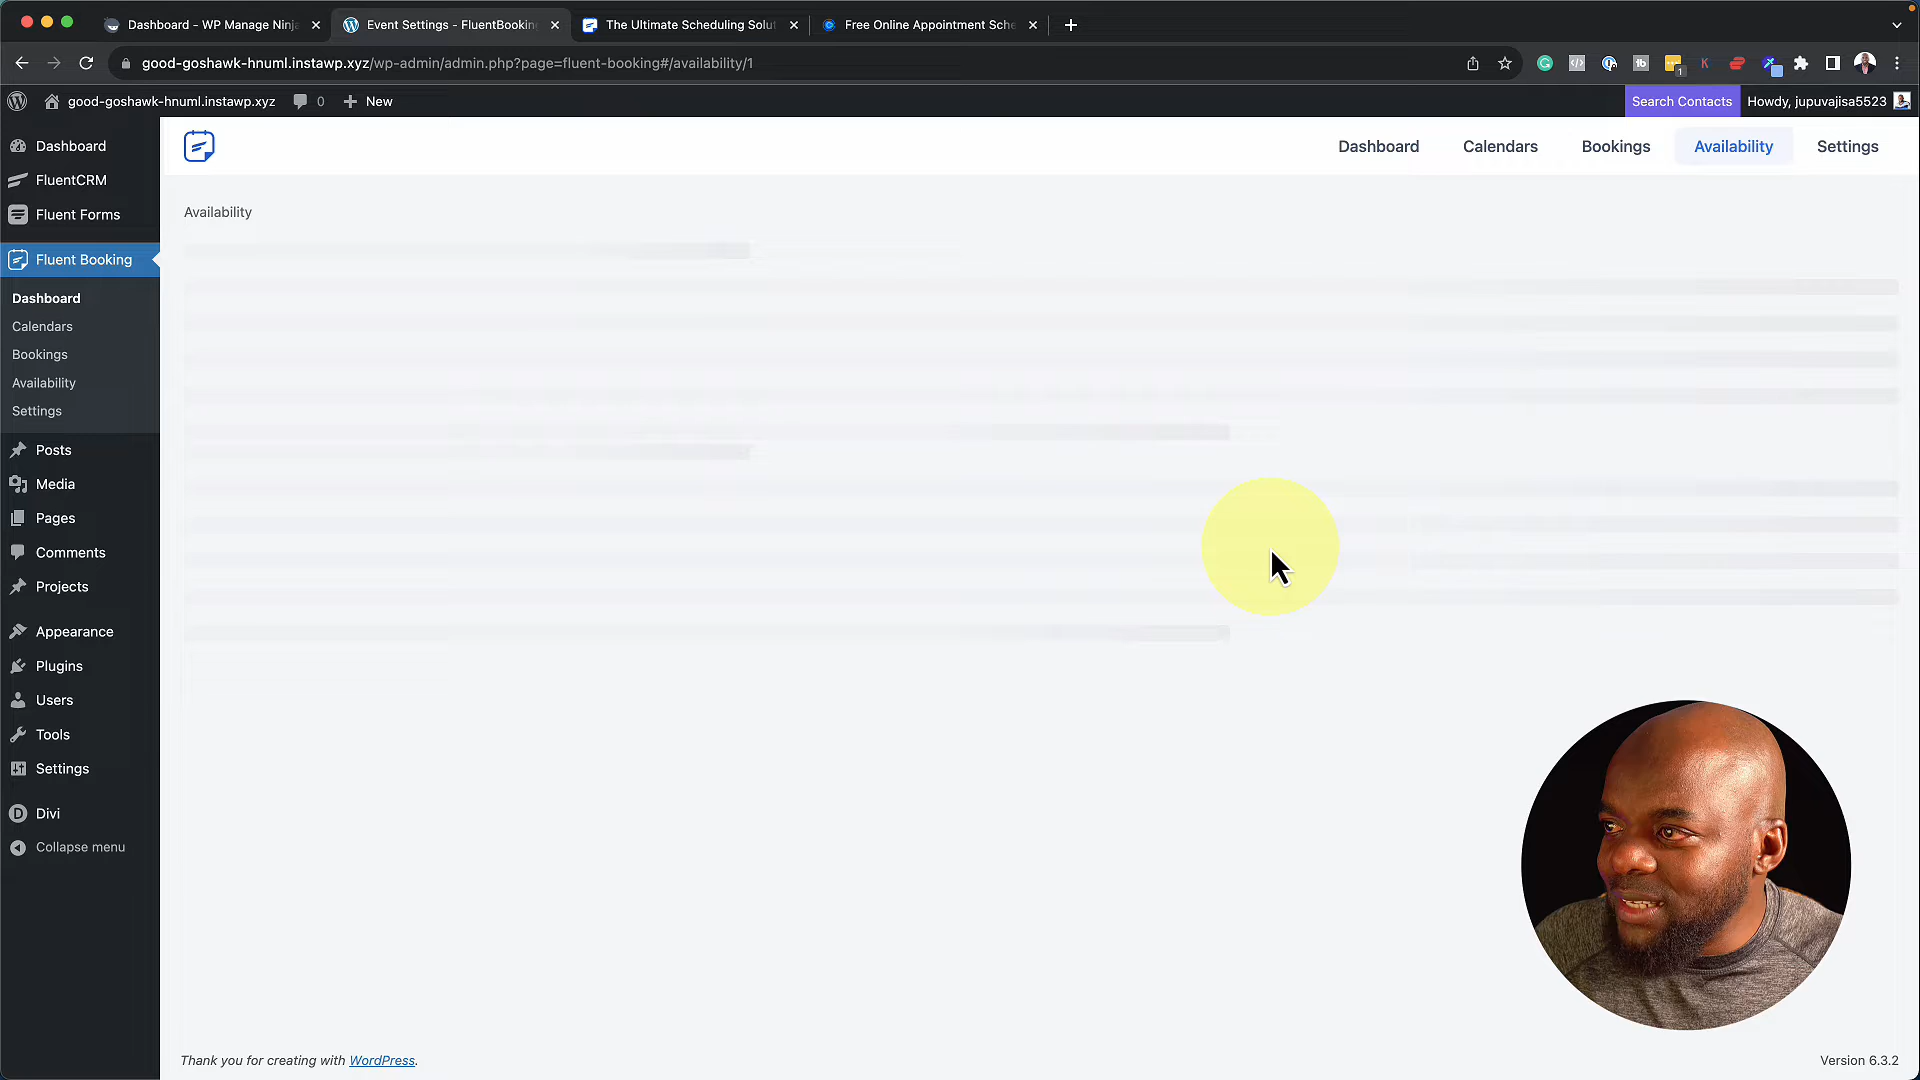 Dashboard - WP Manage Ninja
Event Settings - FluentBooking
The Ultimate Scheduling Solut
Free Online Appointment Sche
good-goshawk-hnuml.instawp.xyz/wp-admin/admin.php?page=fluent-booking#/availability/1
good-goshawk-hnuml.instawp.xyz
0
New
Search Contacts
Howdy, jupuvajisa5523
Dashboard
FluentCRM
Fluent Forms
Fluent Booking
Dashboard
Calendars
Bookings
Availability
Settings
Posts
Media
Pages
Comments
Projects
Appearance
Plugins
Users
Tools
Settings
Divi
Collapse menu
Dashboard
Calendars
Bookings
Availability
Settings
Availability
Thank you for creating with WordPress.
Version 6.3.2